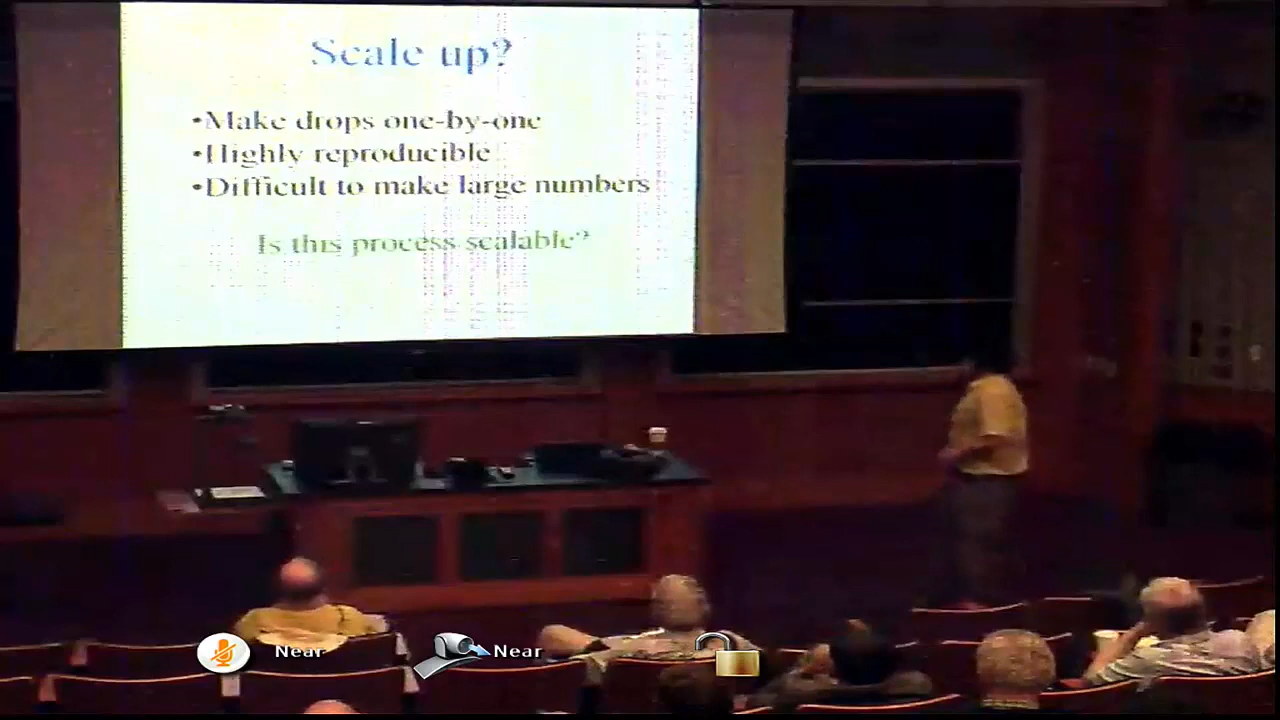 Scale up?
•Make drops one-by-one
•Highly reproducible
•Difficult to make large numbers
Is this process scalable?
Near
Near